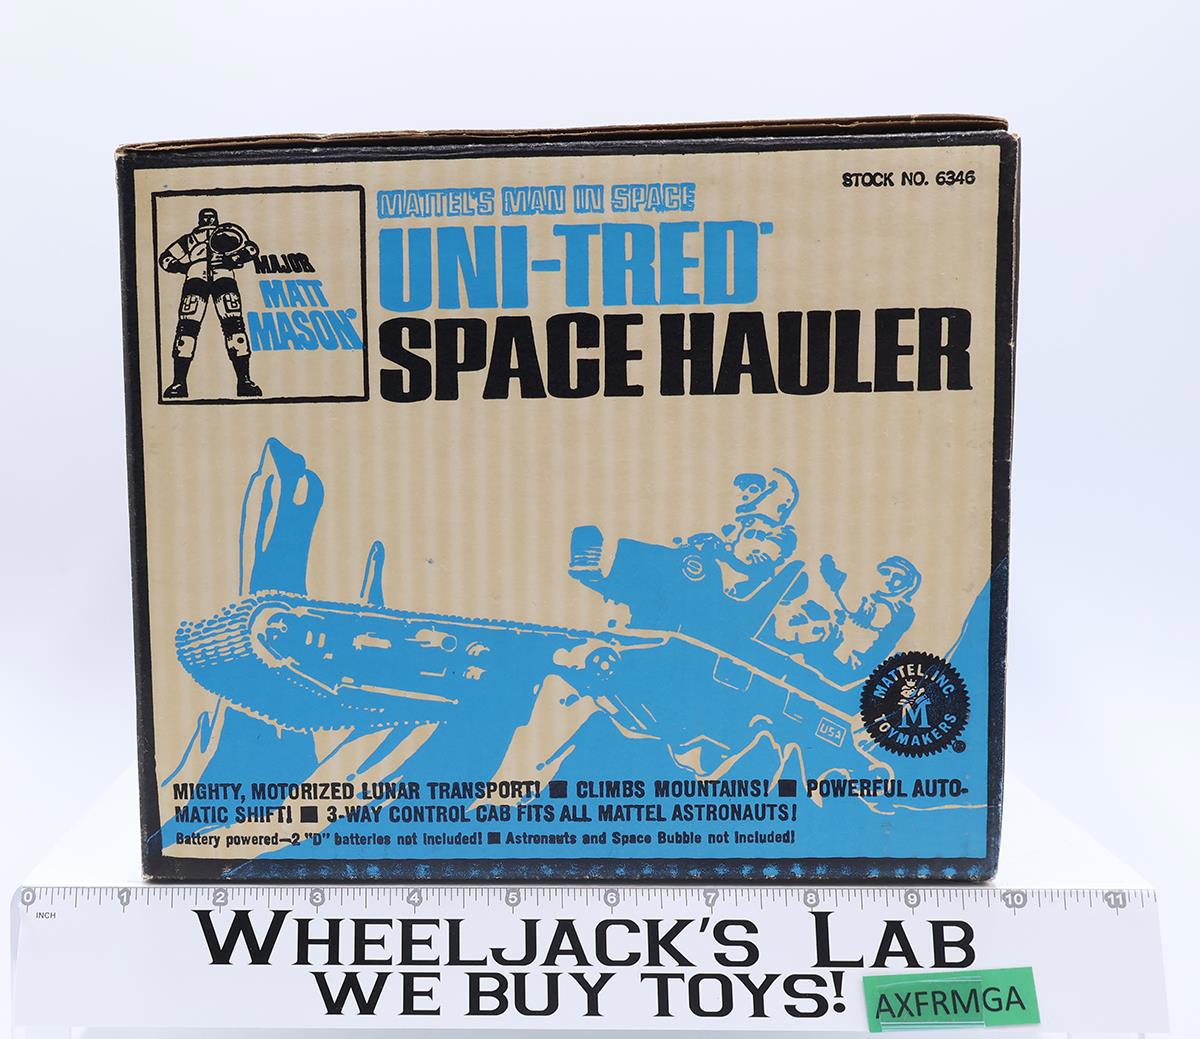 STOCK NO. 6346
MATTEL'S MAN IN SPACE
UNI-TRED
SPACE HAULER
MAJOR
MATT
MASON
USA
MATTEL, INC.
M
TOYMAKERS
MIGHTY, MOTORIZED LUNAR TRANSPORT! ■ CLIMBS MOUNTAINS! ■ POWERFUL AUTO-
MATIC SHIFT! ■ 3-WAY CONTROL CAB FITS ALL MATTEL ASTRONAUTS!
Battery powered—2 "D" batteries not included! ■ Astronauts and Space Bubble not included!
0 1 2 3 4 5 6 7 8 9 10 11
INCH
WHEELJACK'S LAB
WE BUY TOYS!
AXFRMGA